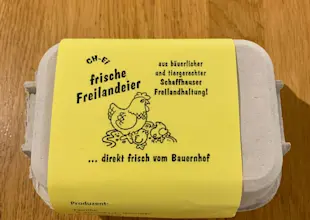 CH-EI
frische
Freilandeier
aus bäuerlicher
und tiergerechter
Schaffhauser
Freilandhaltung!
... direkt frisch vom Bauernhof
Produzent: